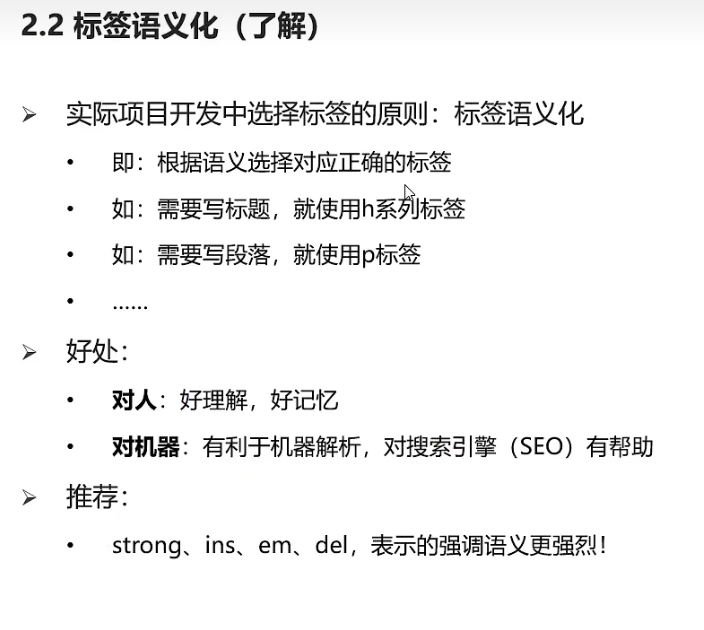 2.2 标签语义化（了解）
实际项目开发中选择标签的原则：标签语义化
即：根据语义选择对应正确的标签
如：需要写标题，就使用h系列标签
如：需要写段落，就使用p标签
……
好处：
对人：好理解，好记忆
对机器：有利于机器解析，对搜索引擎（SEO）有帮助
推荐：
strong、ins、em、del，表示的强调语义更强烈！